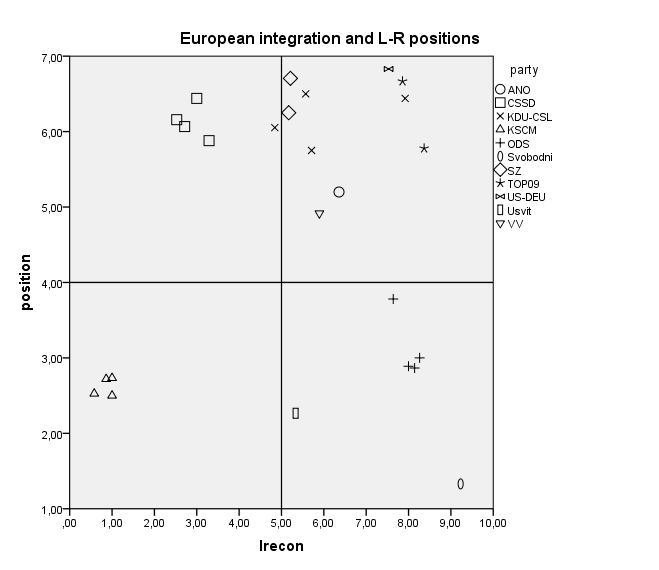 European integration and L-R positions
party
ANO
CSSD
KDU-CSL
KSCM
ODS
Svobodni
SZ
TOP09
US-DEU
Usvit
VV
position
7,00
6,00
5,00
4,00
3,00
2,00
1,00
,00 1,00 2,00 3,00 4,00 5,00 6,00 7,00 8,00 9,00 10,00
lrecon